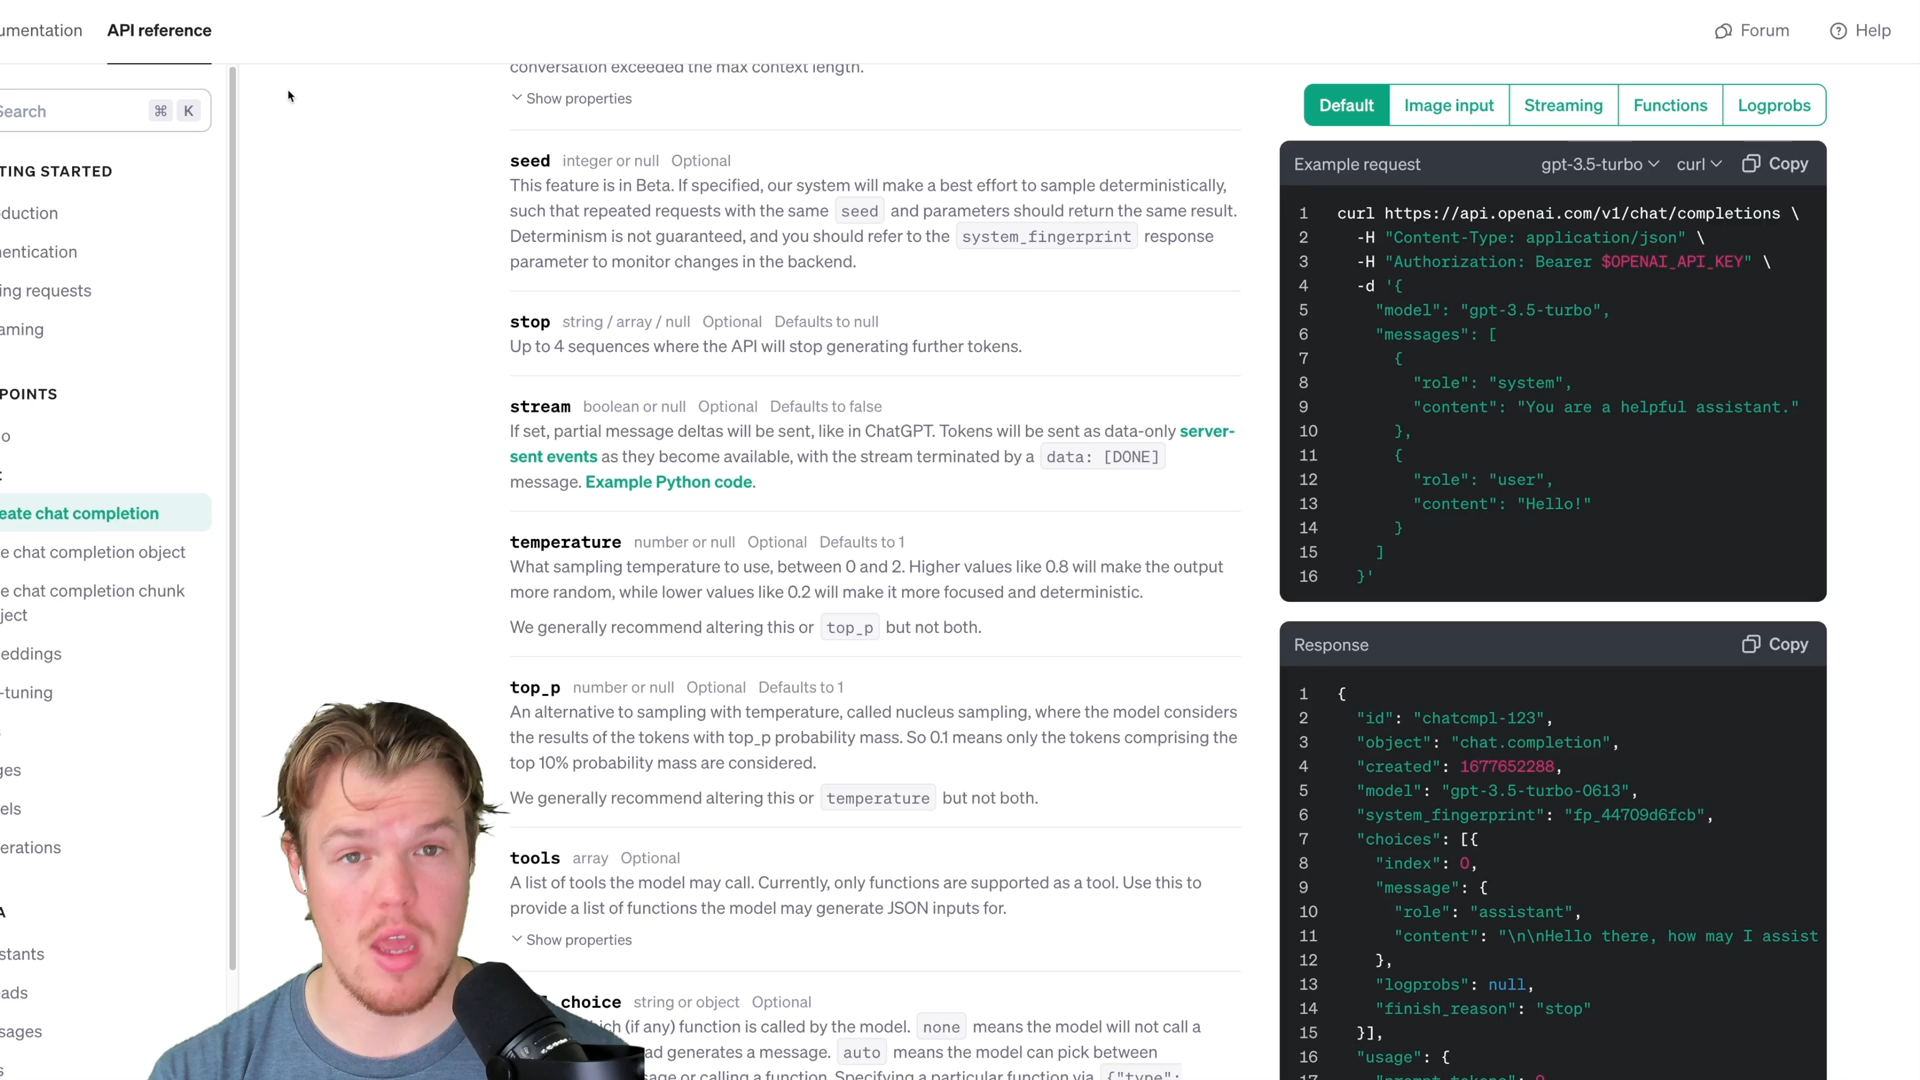 umentation
API reference
Forum
Help
Search
⌘ K
TING STARTED
duction
entication
ing requests
aming
POINTS
o
eate chat completion
e chat completion object
e chat completion chunk
ject
eddings
-tuning
es
els
erations
A
stants
ads
sages
s
conversation exceeded the max context length.
Show properties
seed integer or null Optional
This feature is in Beta. If specified, our system will make a best effort to sample deterministically,
such that repeated requests with the same seed and parameters should return the same result.
Determinism is not guaranteed, and you should refer to the system_fingerprint response
parameter to monitor changes in the backend.
stop string / array / null Optional Defaults to null
Up to 4 sequences where the API will stop generating further tokens.
stream boolean or null Optional Defaults to false
If set, partial message deltas will be sent, like in ChatGPT. Tokens will be sent as data-only server-
sent events as they become available, with the stream terminated by a data: [DONE]
message. Example Python code.
temperature number or null Optional Defaults to 1
What sampling temperature to use, between 0 and 2. Higher values like 0.8 will make the output
more random, while lower values like 0.2 will make it more focused and deterministic.
We generally recommend altering this or top_p but not both.
top_p number or null Optional Defaults to 1
An alternative to sampling with temperature, called nucleus sampling, where the model considers
the results of the tokens with top_p probability mass. So 0.1 means only the tokens comprising the
top 10% probability mass are considered.
We generally recommend altering this or temperature but not both.
tools array Optional
A list of tools the model may call. Currently, only functions are supported as a tool. Use this to
provide a list of functions the model may generate JSON inputs for.
Show properties
choice string or object Optional
ich (if any) function is called by the model. none means the model will not call a
ad generates a message. auto means the model can pick between
sage or calling a function. Specifying a particular function via {"type":
Default Image input Streaming Functions Logprobs
Example request gpt-3.5-turbo curl Copy
1 curl https://api.openai.com/v1/chat/completions \
2 -H "Content-Type: application/json" \
3 -H "Authorization: Bearer $OPENAI_API_KEY" \
4 -d '{
5 "model": "gpt-3.5-turbo",
6 "messages": [
7 {
8 "role": "system",
9 "content": "You are a helpful assistant."
10 },
11 {
12 "role": "user",
13 "content": "Hello!"
14 }
15 ]
16 }'
Response Copy
1 {
2 "id": "chatcmpl-123",
3 "object": "chat.completion",
4 "created": 1677652288,
5 "model": "gpt-3.5-turbo-0613",
6 "system_fingerprint": "fp_44709d6fcb",
7 "choices": [{
8 "index": 0,
9 "message": {
10 "role": "assistant",
11 "content": "\n\nHello there, how may I assist
12 },
13 "logprobs": null,
14 "finish_reason": "stop"
15 }],
16 "usage": {
17 "prompt_tokens": 9